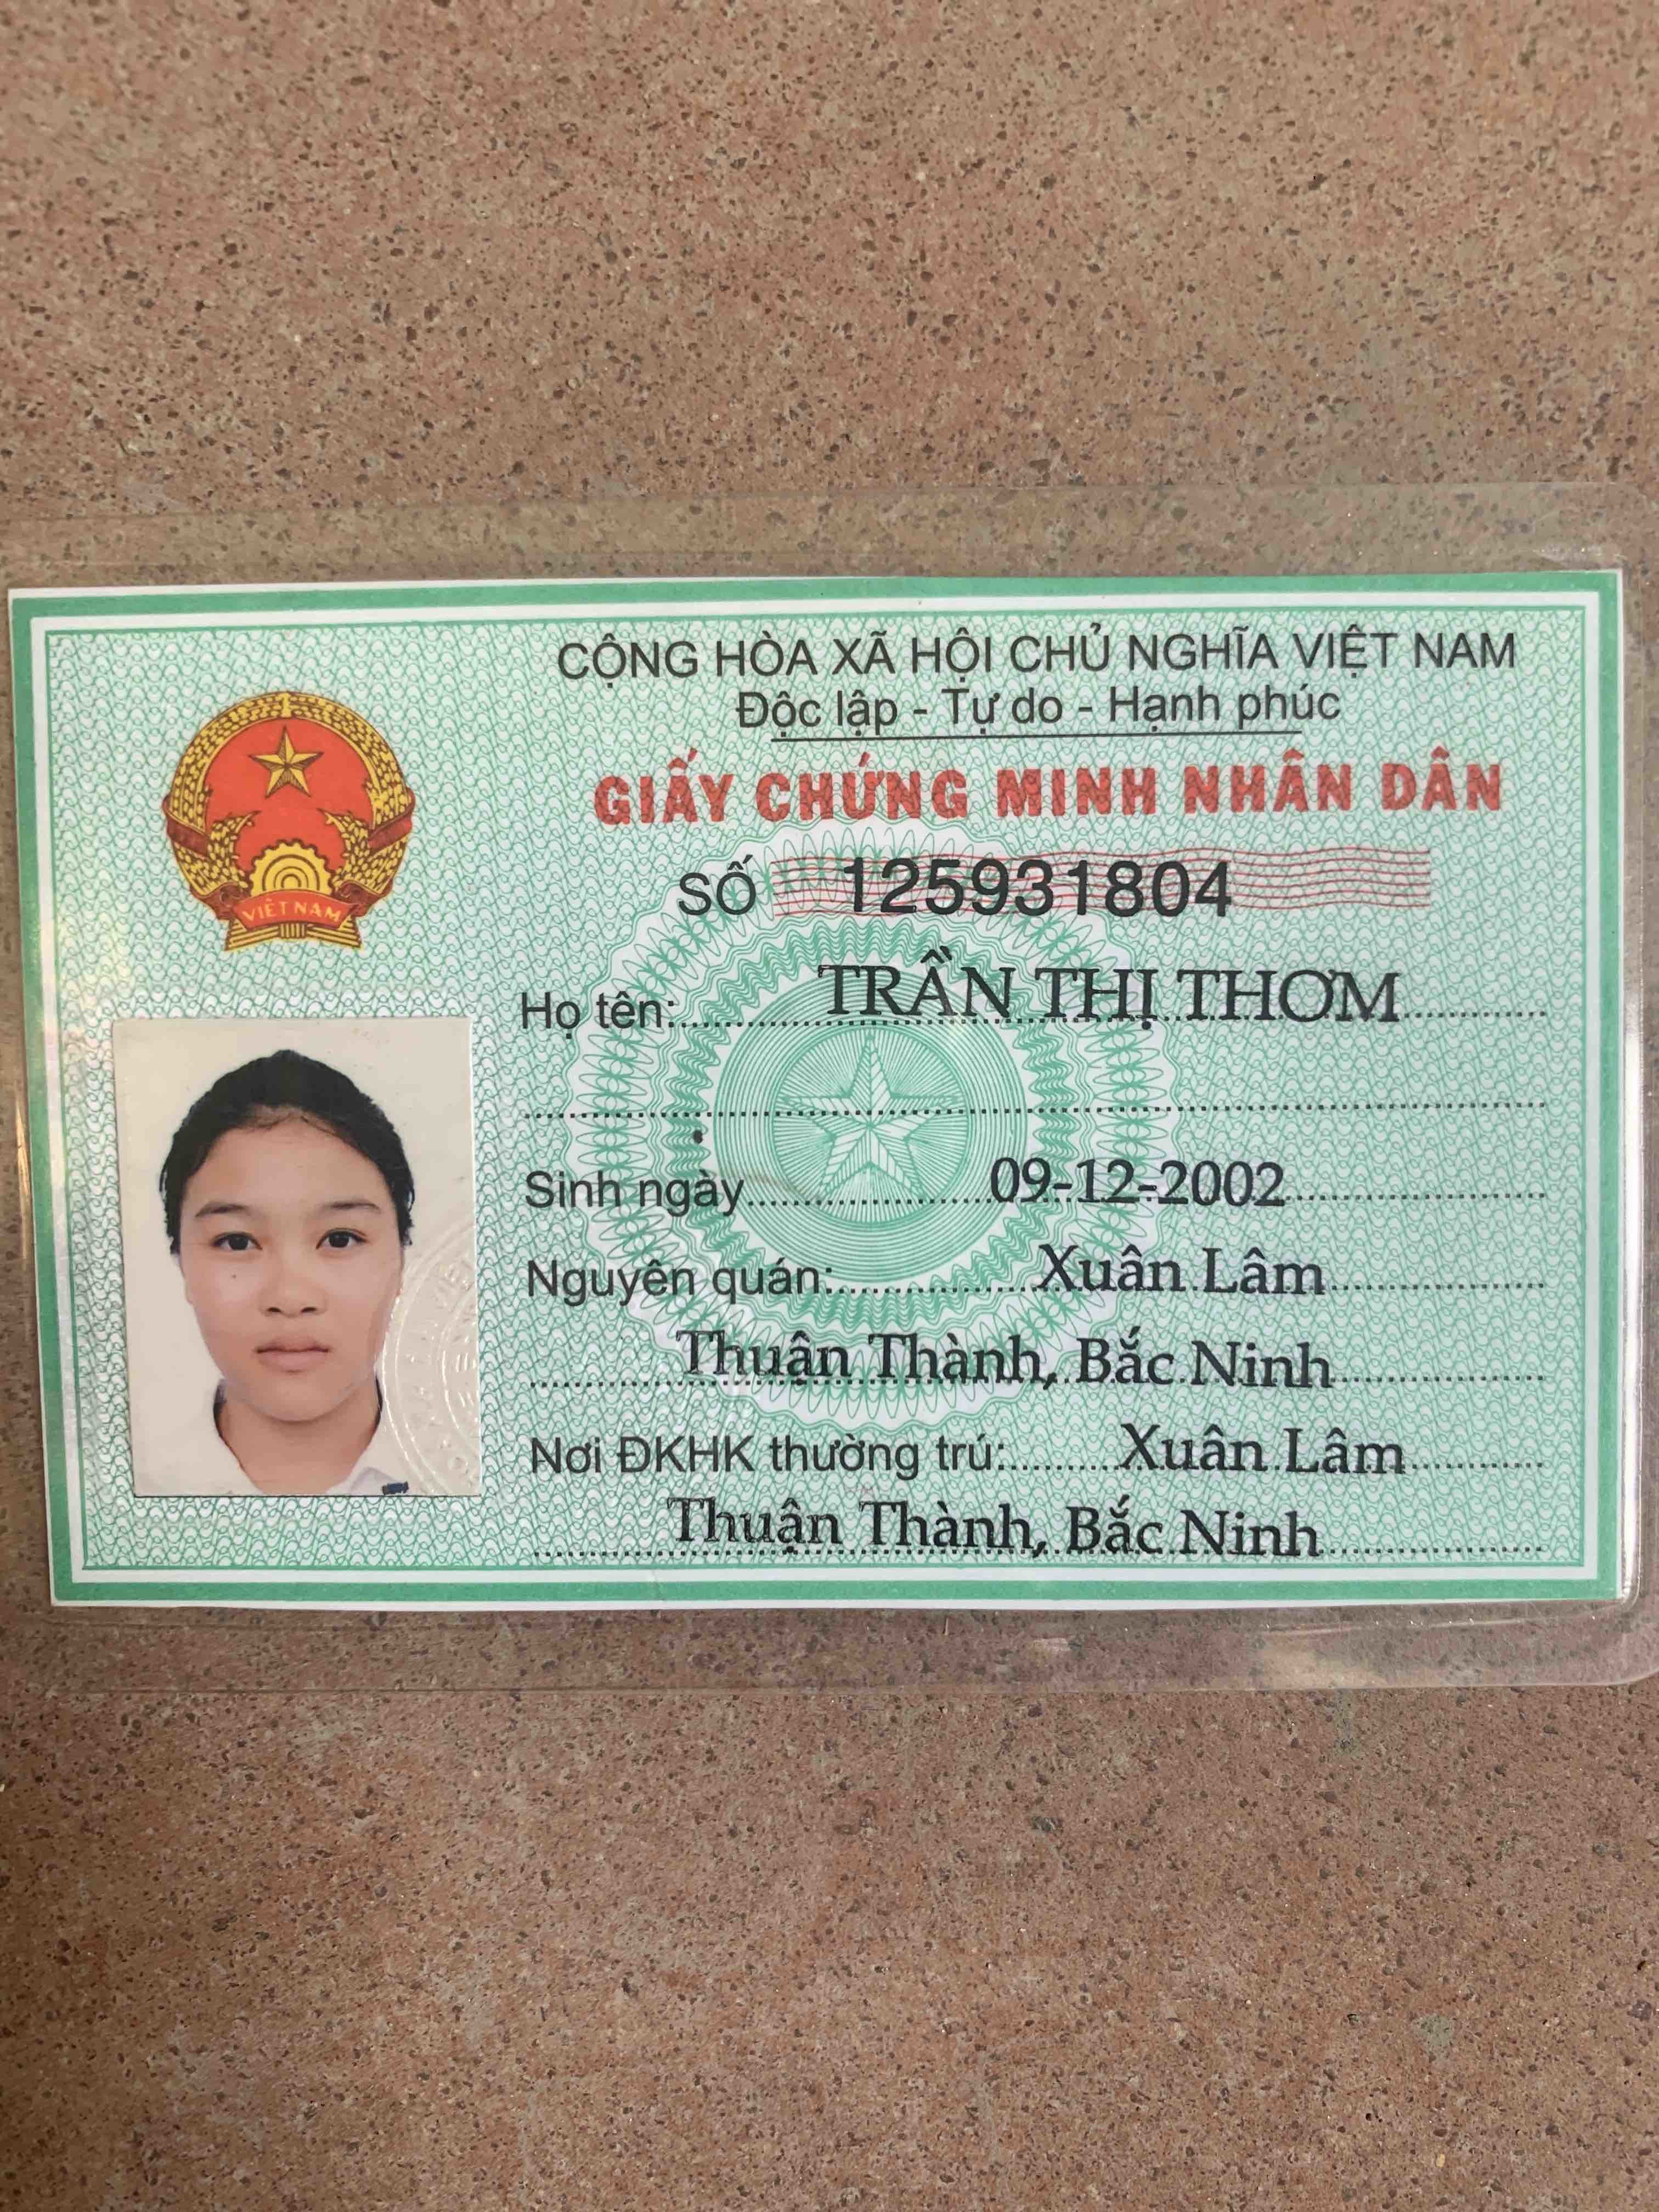 CỘNG HÒA XÃ HỘI CHỦ NGHĨA VIỆT NAM
Độc lập - Tự do - Hạnh phúc
GIẤY CHỨNG MINH NHÂN DÂN
SỐ 125931804
VIỆT NAM
Họ tên: TRẦN THỊ THƠM
Sinh ngày 09-12-2002
Nguyên quán: Xuân Lâm
Thuận Thành, Bắc Ninh
Nơi ĐKHK thường trú: Xuân Lâm
Thuận Thành, Bắc Ninh